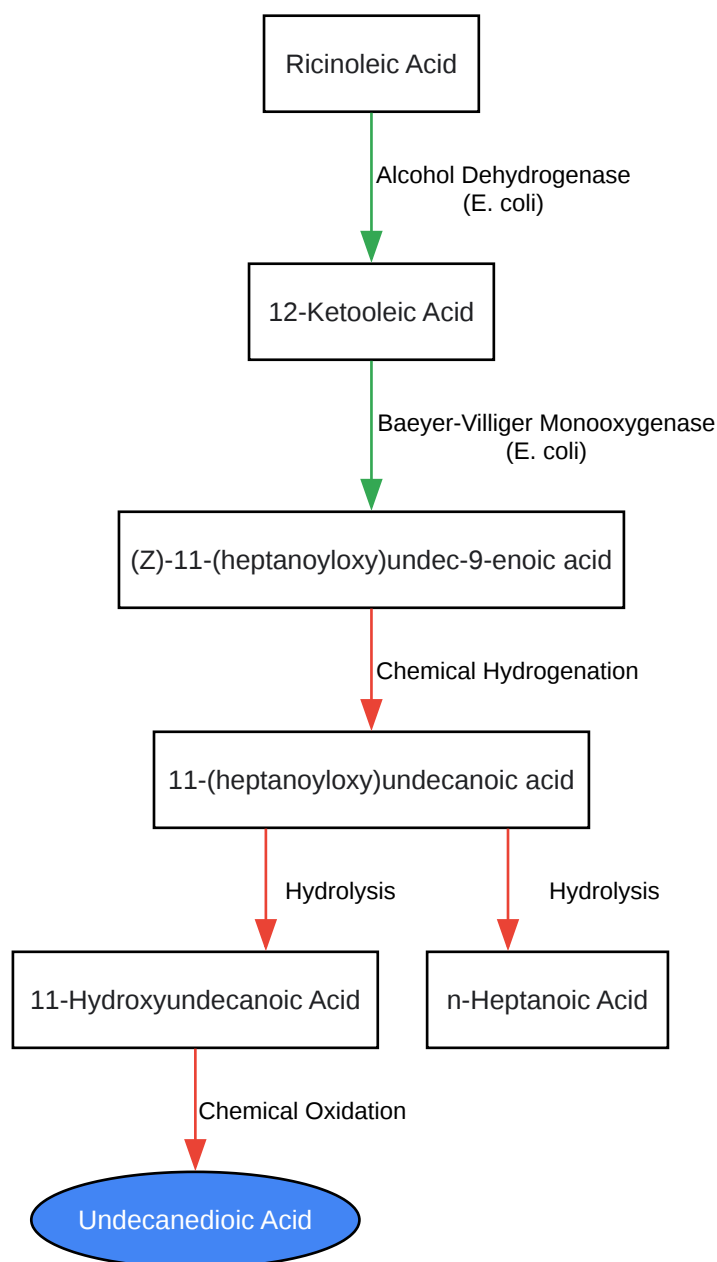 Ricinoleic Acid
Alcohol Dehydrogenase
(E. coli)
12-Ketooleic Acid
Baeyer-Villiger Monooxygenase
(E. coli)
(Z)-11-(heptanoyloxy)undec-9-enoic acid
Chemical Hydrogenation
11-(heptanoyloxy)undecanoic acid
Hydrolysis
Hydrolysis
11-Hydroxyundecanoic Acid
n-Heptanoic Acid
Chemical Oxidation
Undecanedioic Acid